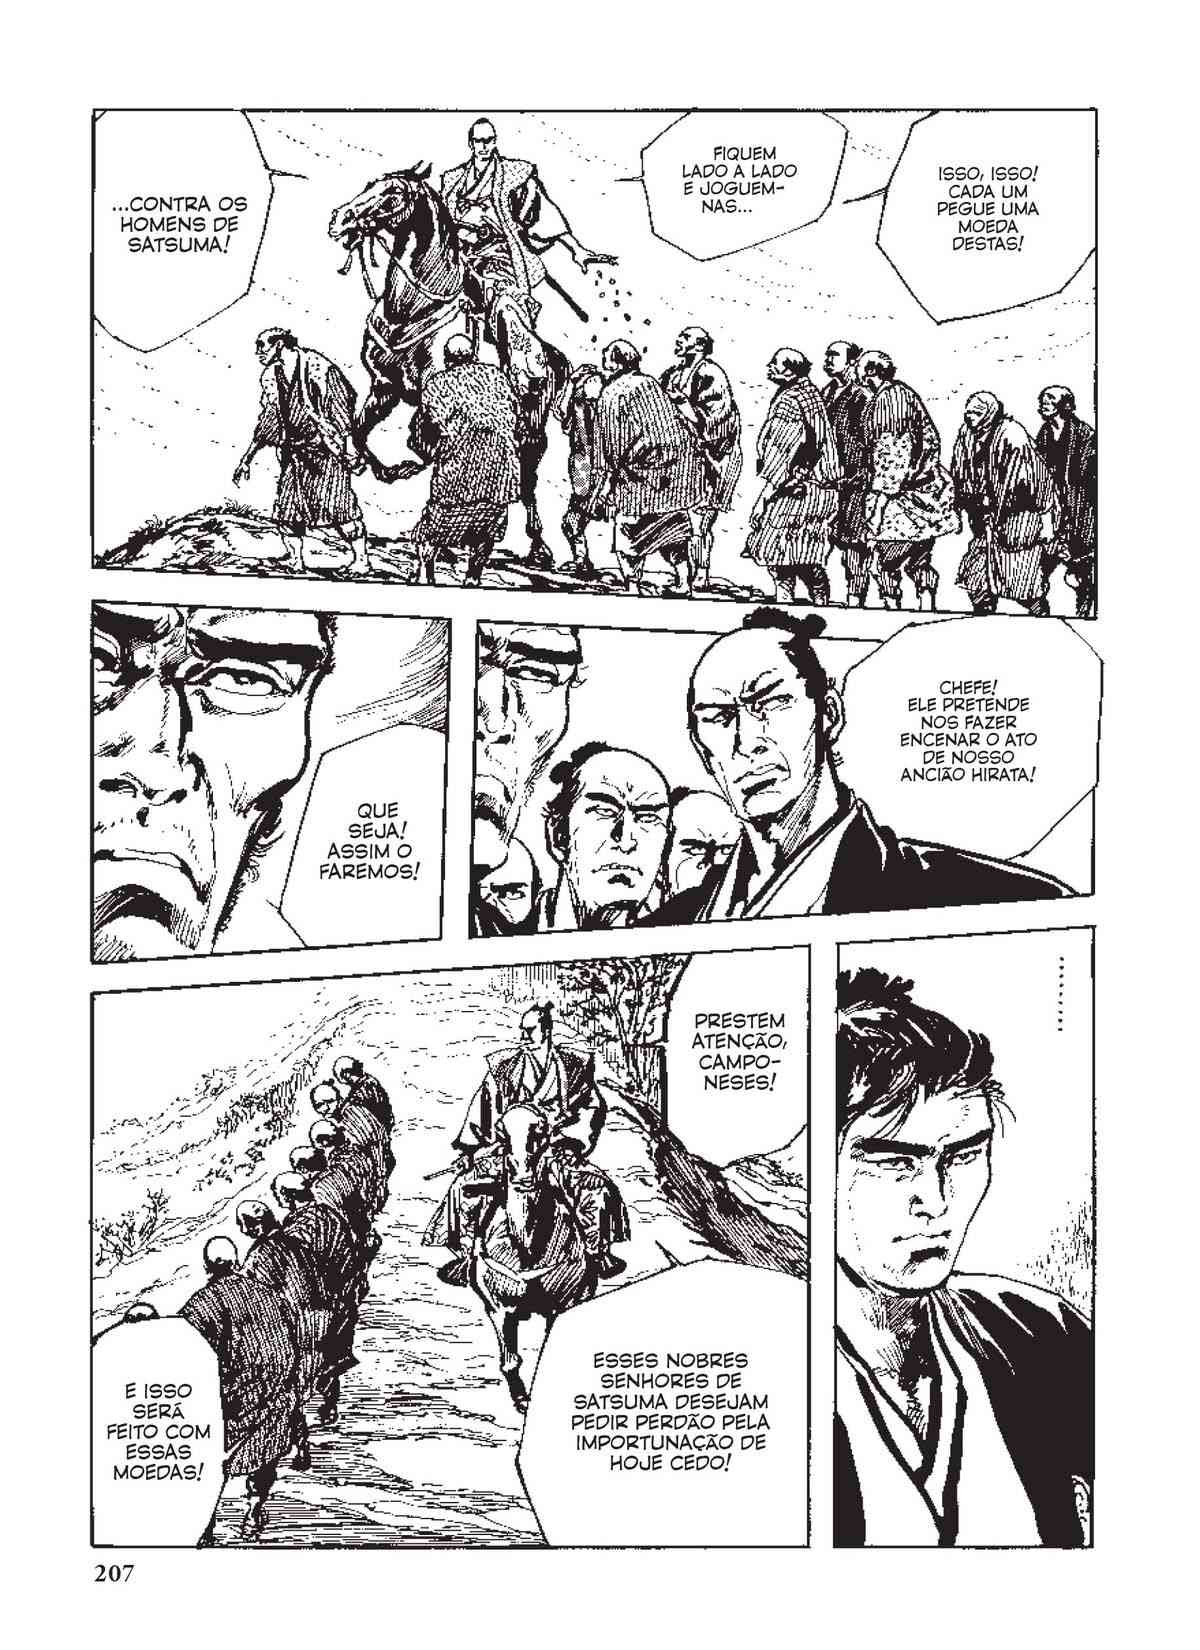 ISSO, ISSO!
CADA UM
PEGUE UMA
MOEDA
DESTAS!
FIQUEM
LADO A LADO
E JOGUEM-
NAS...
...CONTRA OS
HOMENS DE
SATSUMA!
CHEFE!
ELE PRETENDE
NOS FAZER
ENCENAR O ATO
DE NOSSO
ANCIÃO HIRATA!
QUE
SEJA!
ASSIM O
FAREMOS!
.........
PRESTEM
ATENÇÃO,
CAMPO-
NESES!
ESSES NOBRES
SENHORES DE
SATSUMA DESEJAM
PEDIR PERDÃO PELA
IMPORTUNAÇÃO DE
HOJE CEDO!
E ISSO
SERÁ
FEITO COM
ESSAS
MOEDAS!
207